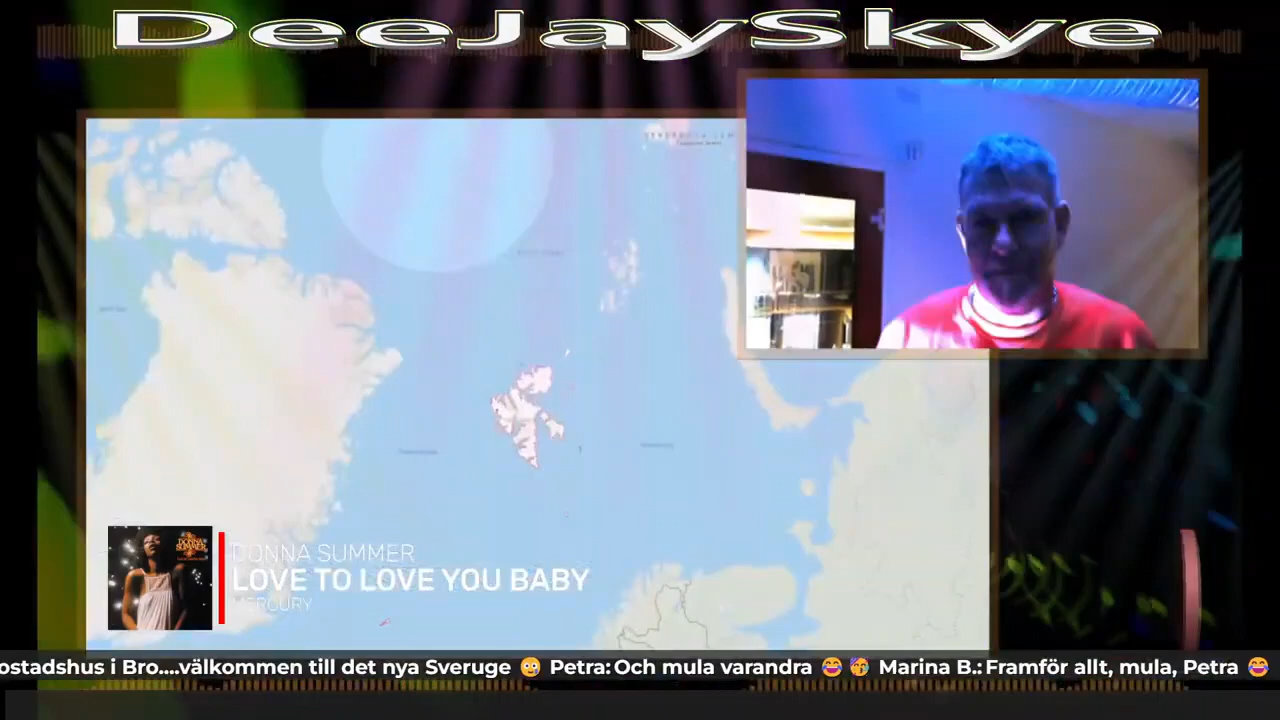 DeeJaySkye
DONNA SUMMER
LOVE TO LOVE YOU BABY
MERCURY
ostadshus i Bro....välkommen till det nya Sveruge 😳 Petra: Och mula varandra 😂 🥳 Marina B.: Framför allt, mula, Petra 😂